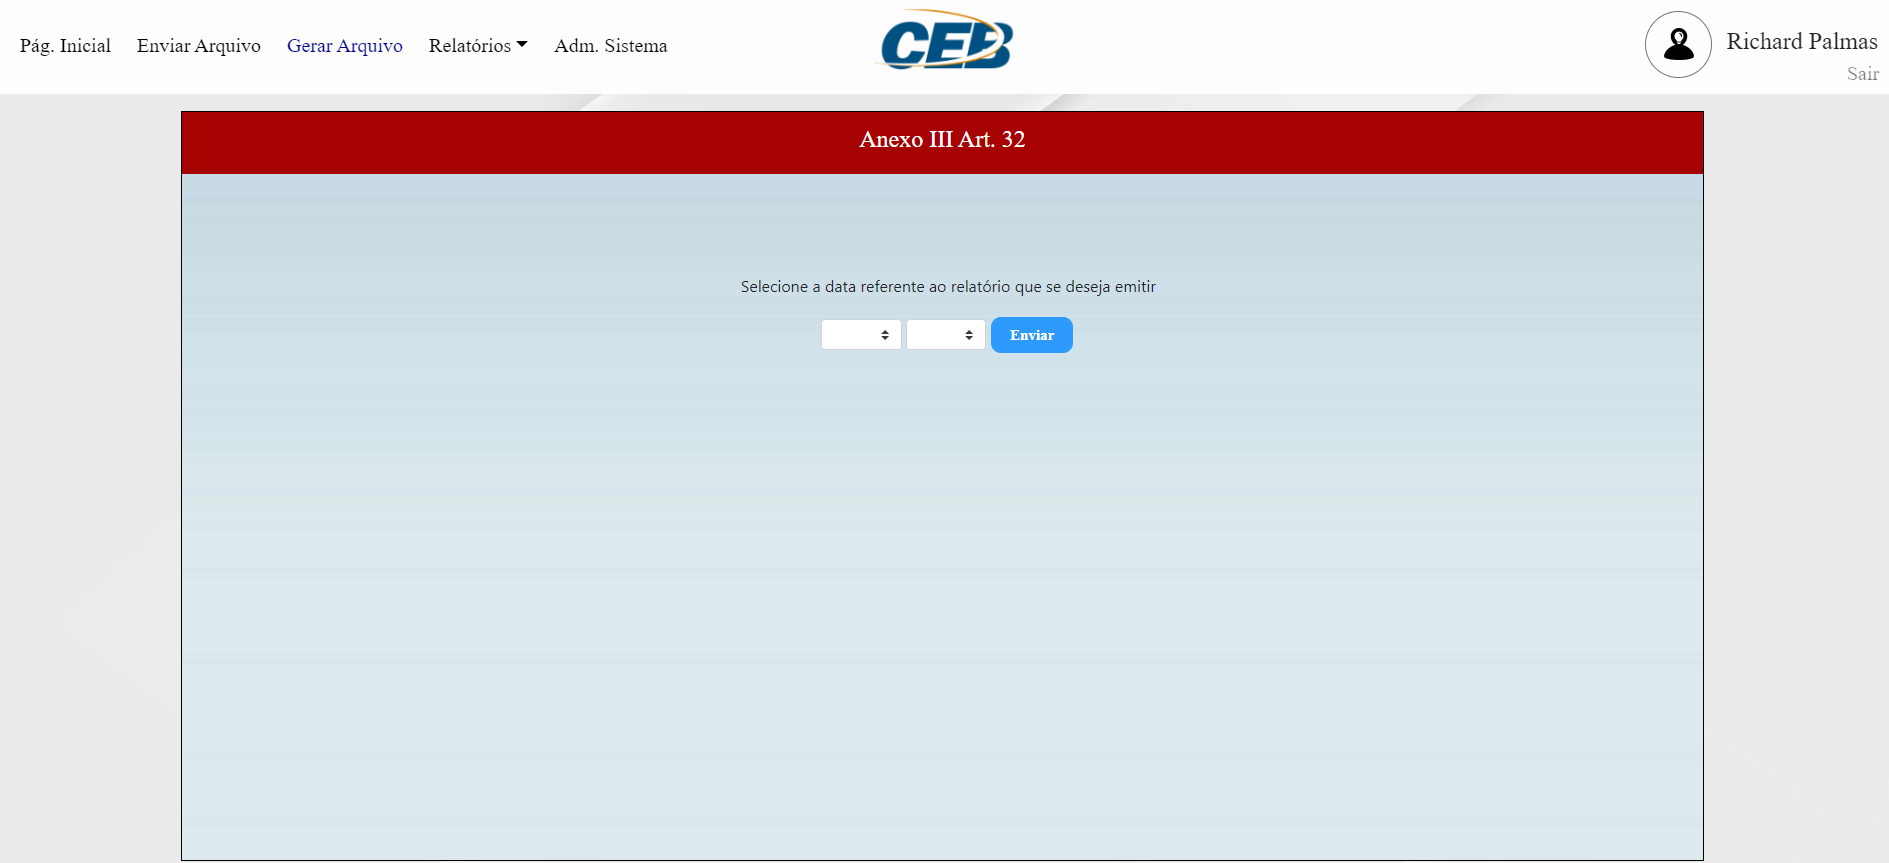 Pág. Inicial Enviar Arquivo Gerar Arquivo Relatórios Adm. Sistema
CEB
Richard Palmas
Sair
Anexo III Art. 32
Selecione a data referente ao relatório que se deseja emitir
Enviar